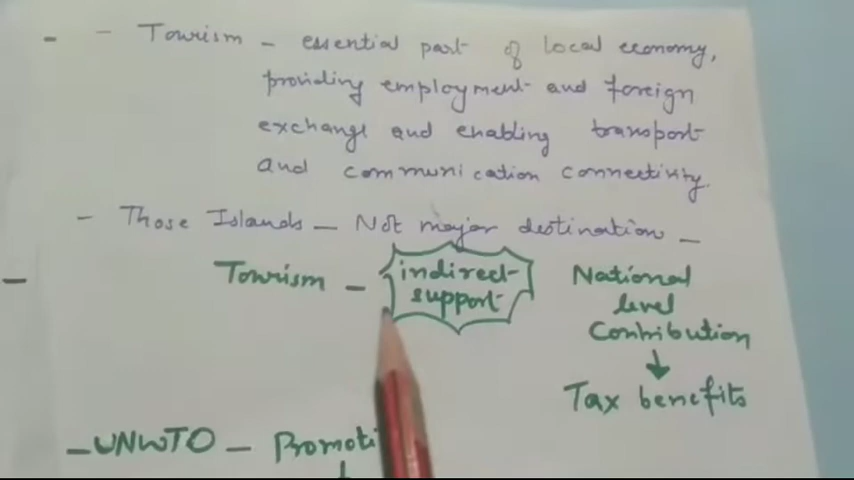 - - Tourism - essential part of local economy,
providing employment and foreign
exchange and enabling transport
and communication connectivity.
- Those Islands - Not major destination -
- Tourism - indirect support
National level Contribution
↓
Tax benefits
- UNWTO - Promoti